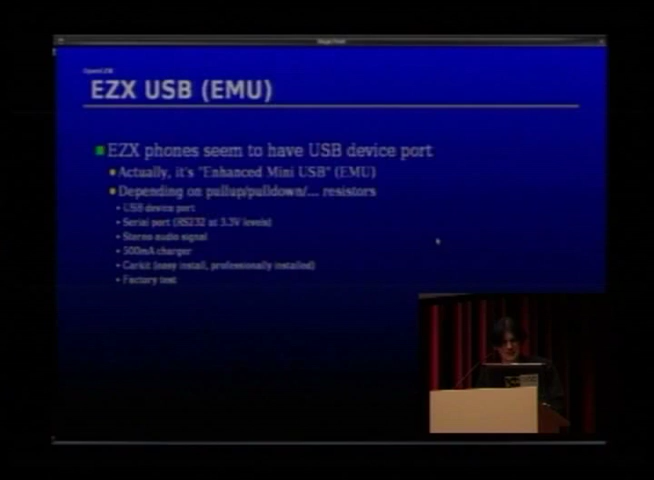 OpenEZX
EZX USB (EMU)
EZX phones seem to have USB device port
Actually, it's "Enhanced Mini USB" (EMU)
Depending on pullup/pulldown/... resistors
USB device port
Serial port (RS232 at 3.3V levels)
Stereo audio signal
500mA charger
Carkit (easy install, professionally installed)
Factory test